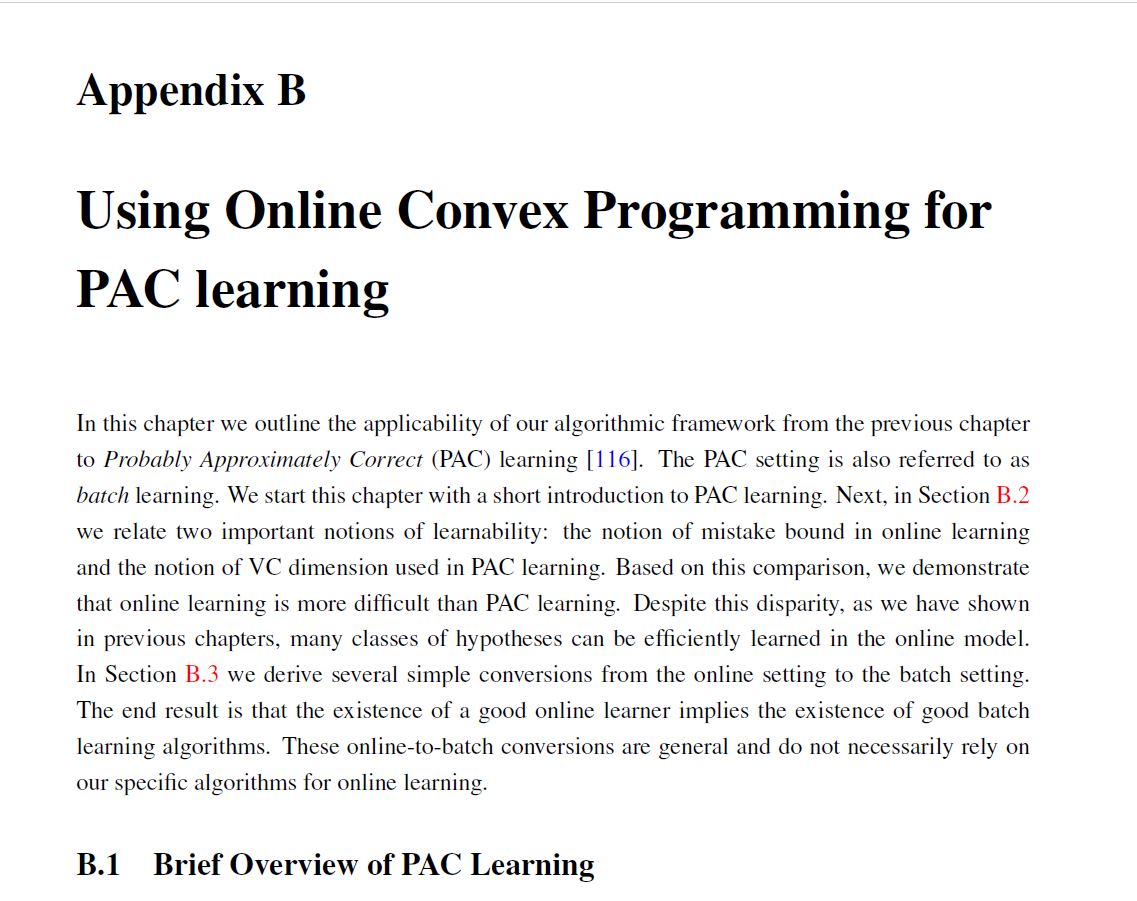 Appendix B
Using Online Convex Programming for
PAC learning
In this chapter we outline the applicability of our algorithmic framework from the previous chapter
to Probably Approximately Correct (PAC) learning [116]. The PAC setting is also referred to as
batch learning. We start this chapter with a short introduction to PAC learning. Next, in Section B.2
we relate two important notions of learnability: the notion of mistake bound in online learning
and the notion of VC dimension used in PAC learning. Based on this comparison, we demonstrate
that online learning is more difficult than PAC learning. Despite this disparity, as we have shown
in previous chapters, many classes of hypotheses can be efficiently learned in the online model.
In Section B.3 we derive several simple conversions from the online setting to the batch setting.
The end result is that the existence of a good online learner implies the existence of good batch
learning algorithms. These online-to-batch conversions are general and do not necessarily rely on
our specific algorithms for online learning.
B.1 Brief Overview of PAC Learning